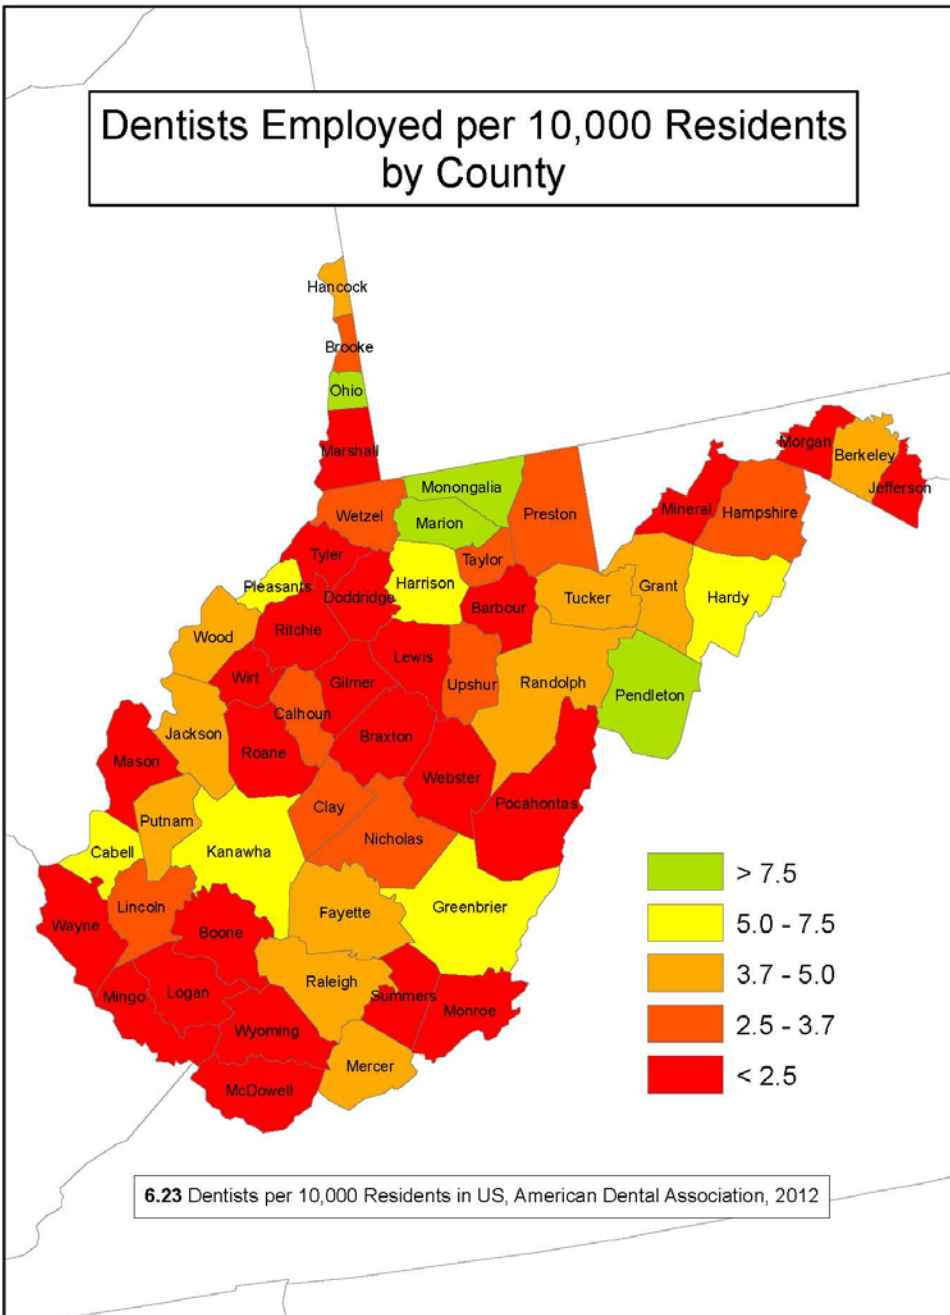 Dentists Employed per 10,000 Residents
by County
Hancock
Brooke
Ohio
Marshall
Morgan
Berkeley
Jefferson
Monongalia
Wetzel
Marion
Preston
Mineral
Hampshire
Tyler
Taylor
Pleasants
Doddridge
Harrison
Barbour
Tucker
Grant
Hardy
Wood
Ritchie
Lewis
Wirt
Gilmer
Upshur
Randolph
Pendleton
Calhoun
Jackson
Roane
Braxton
Mason
Webster
Pocahontas
Putnam
Clay
Nicholas
Cabell
Kanawha
Lincoln
Fayette
Greenbrier
Wayne
Boone
Raleigh
Mingo
Logan
Summers
Monroe
Wyoming
Mercer
McDowell
> 7.5
5.0 - 7.5
3.7 - 5.0
2.5 - 3.7
< 2.5
6.23 Dentists per 10,000 Residents in US, American Dental Association, 2012